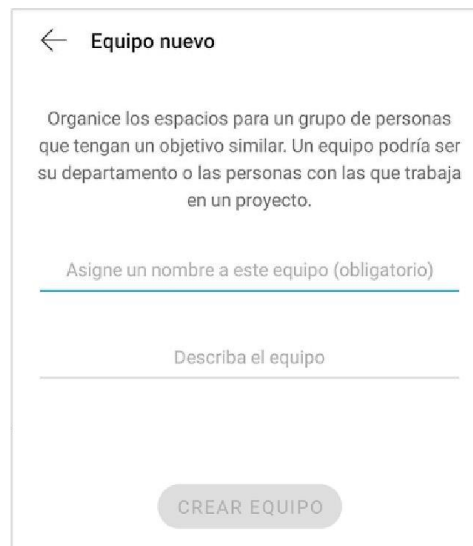 Equipo nuevo
Organice los espacios para un grupo de personas
que tengan un objetivo similar. Un equipo podría ser
su departamento o las personas con las que trabaja
en un proyecto.
Asigne un nombre a este equipo (obligatorio)
Describa el equipo
CREAR EQUIPO